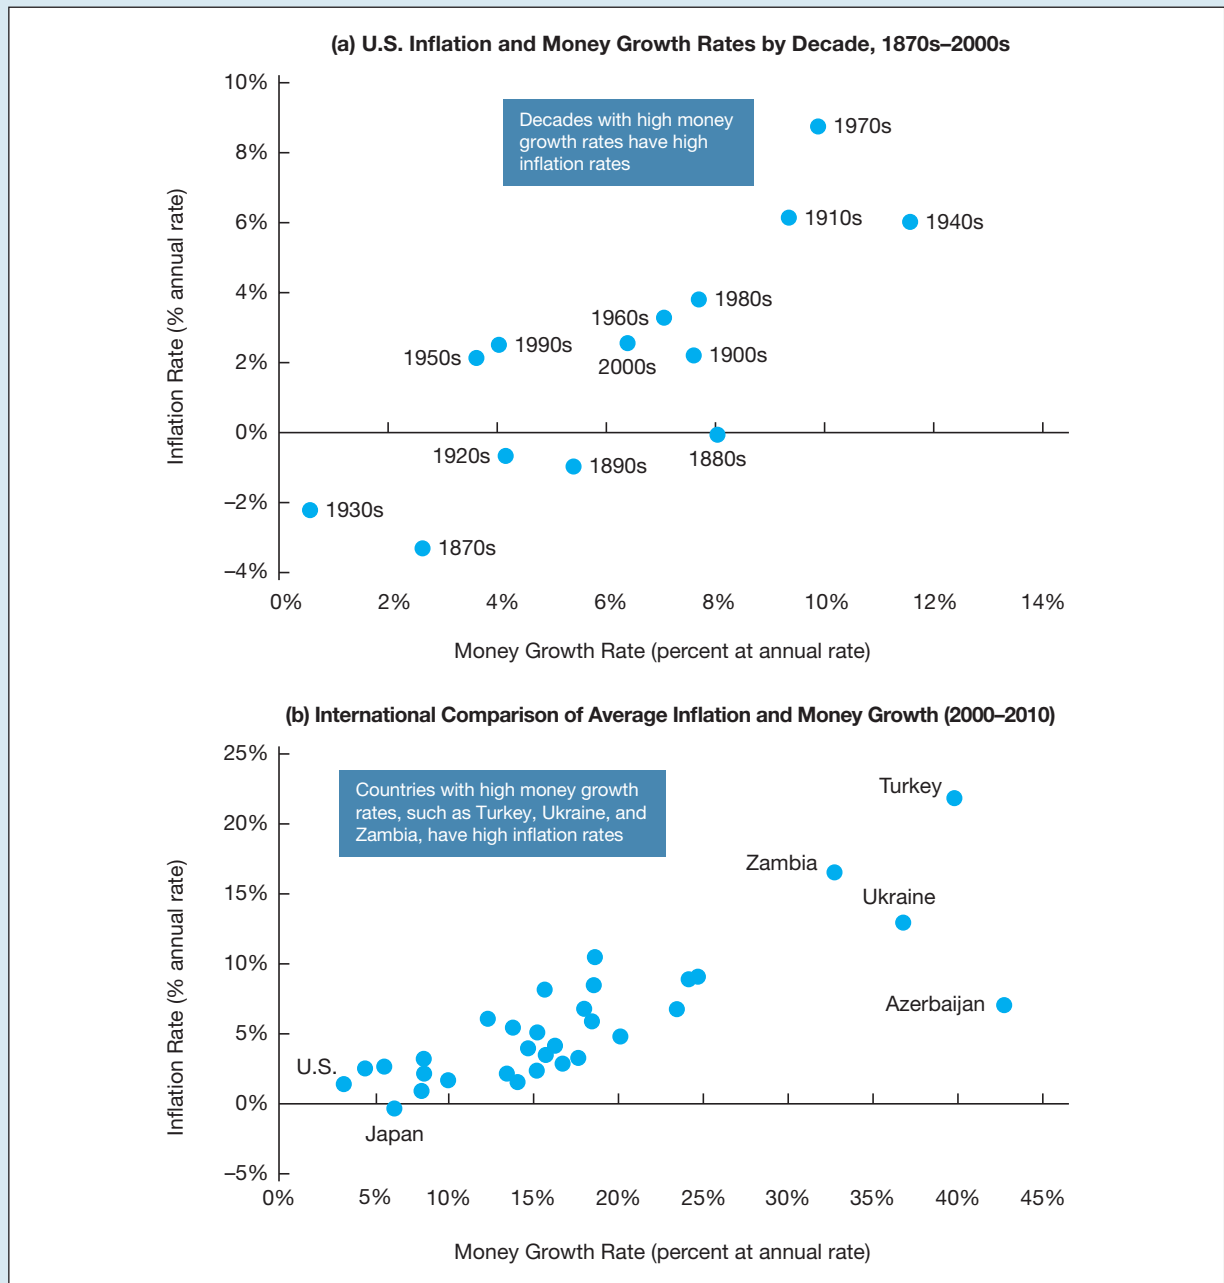 (a) U.S. Inflation and Money Growth Rates by Decade, 1870s–2000s
10%
8%
6%
4%
2%
0%
–2%
–4%
Inflation Rate (% annual rate)
Decades with high money
growth rates have high
inflation rates
1970s
1910s
1940s
1980s
1960s
1990s
1950s
2000s
1900s
1920s
1890s
1880s
1930s
1870s
0% 2% 4% 6% 8% 10% 12% 14%
Money Growth Rate (percent at annual rate)
(b) International Comparison of Average Inflation and Money Growth (2000–2010)
25%
20%
15%
10%
5%
0%
–5%
Inflation Rate (% annual rate)
Countries with high money growth
rates, such as Turkey, Ukraine, and
Zambia, have high inflation rates
Turkey
Zambia
Ukraine
Azerbaijan
U.S.
Japan
0% 5% 10% 15% 20% 25% 30% 35% 40% 45%
Money Growth Rate (percent at annual rate)